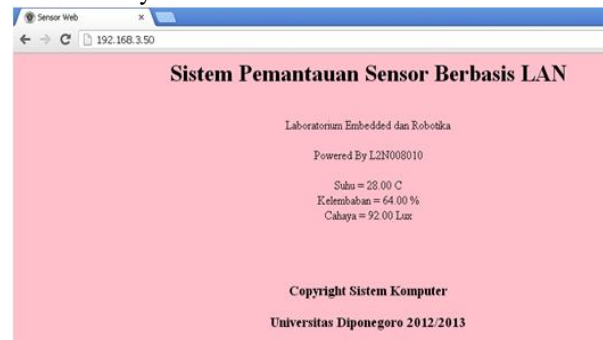 Sensor Web
192.168.3.50
Sistem Pemantauan Sensor Berbasis LAN
Laboratorium Embedded dan Robotika
Powered By L2N008010
Suhu = 28.00 C
Kelembaban = 64.00 %
Cahaya = 92.00 Lux
Copyright Sistem Komputer
Universitas Diponegoro 2012/2013